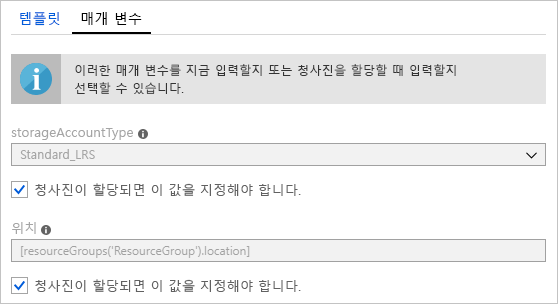 템플릿 매개 변수
이러한 매개 변수를 지금 입력할지 또는 청사진을 할당할 때 입력할지
선택할 수 있습니다.
storageAccountType
Standard_LRS
청사진이 할당되면 이 값을 지정해야 합니다.
위치
[resourceGroups('ResourceGroup').location]
청사진이 할당되면 이 값을 지정해야 합니다.